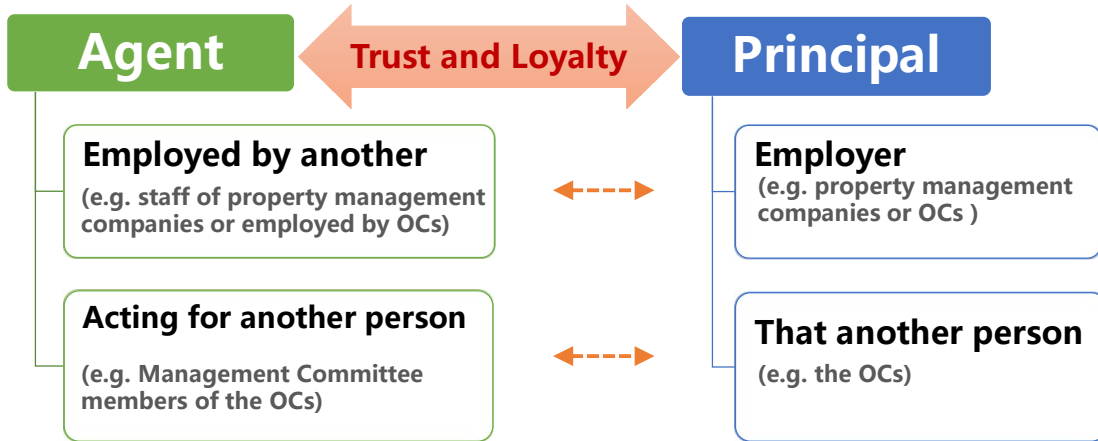 Agent
Trust and Loyalty
Principal
Employed by another
(e.g. staff of property management
companies or employed by OCs)
Employer
(e.g. property management
companies or OCs )
Acting for another person
(e.g. Management Committee
members of the OCs)
That another person
(e.g. the OCs)